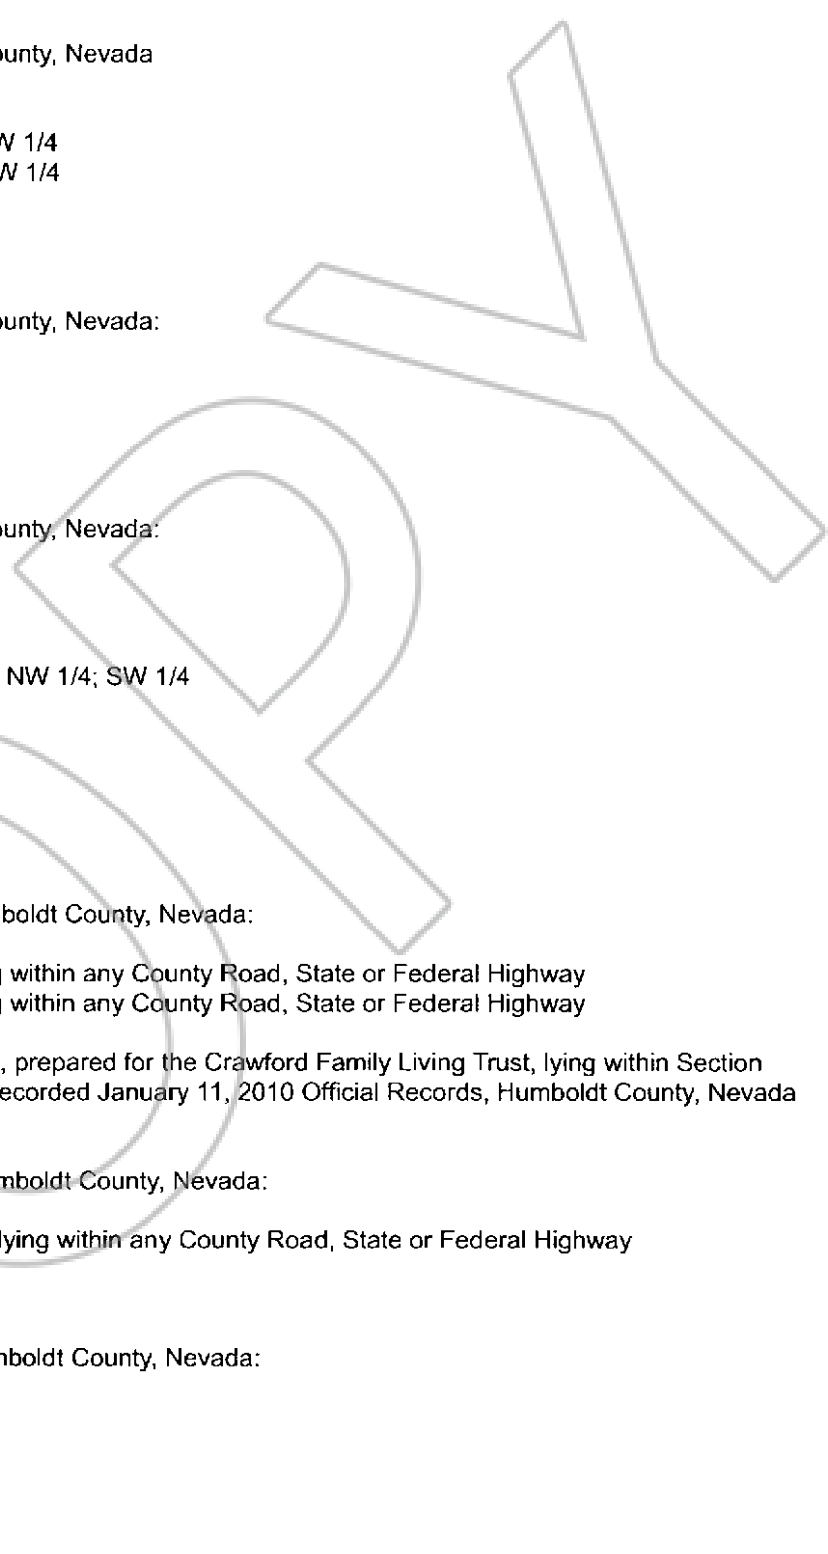 ounty, Nevada
W 1/4
W 1/4
ounty, Nevada:
ounty, Nevada:
NW 1/4; SW 1/4
boldt County, Nevada:
within any County Road, State or Federal Highway
within any County Road, State or Federal Highway
, prepared for the Crawford Family Living Trust, lying within Section
ecorded January 11, 2010 Official Records, Humboldt County, Nevada
mboldt County, Nevada:
lying within any County Road, State or Federal Highway
mboldt County, Nevada:
OPY